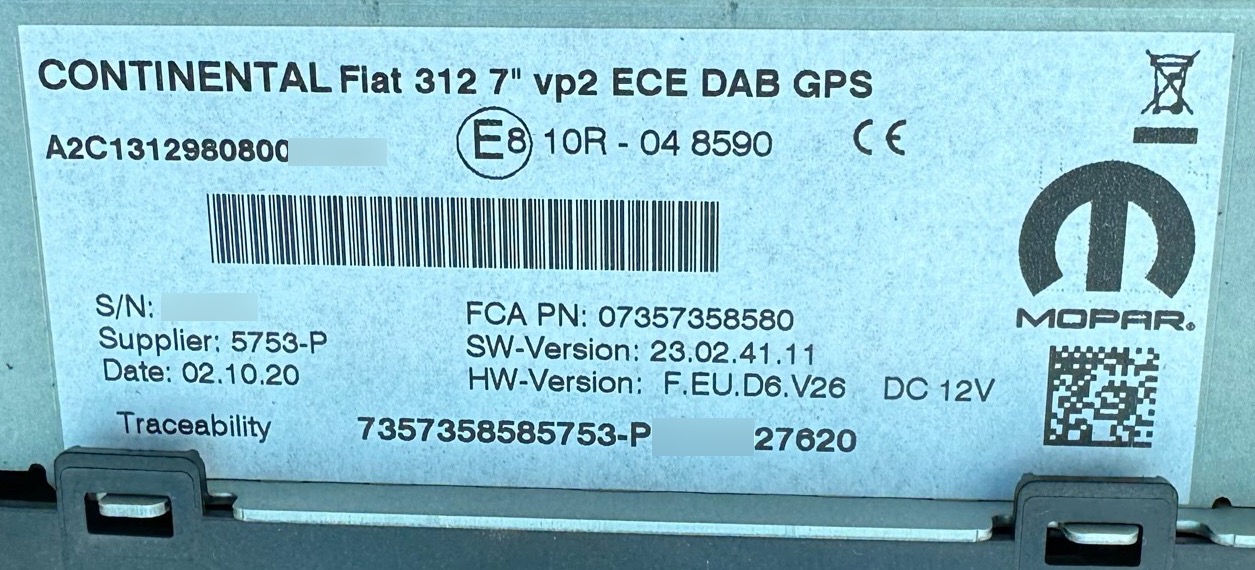 CONTINENTAL Fiat 312 7" vp2 ECE DAB GPS
A2C1312980800
E8 10R - 04 8590 CE
MOPAR®
S/N:
Supplier: 5753-P
Date: 02.10.20
FCA PN: 07357358580
SW-Version: 23.02.41.11
HW-Version: F.EU.D6.V26 DC 12V
Traceability 7357358585753-P 27620